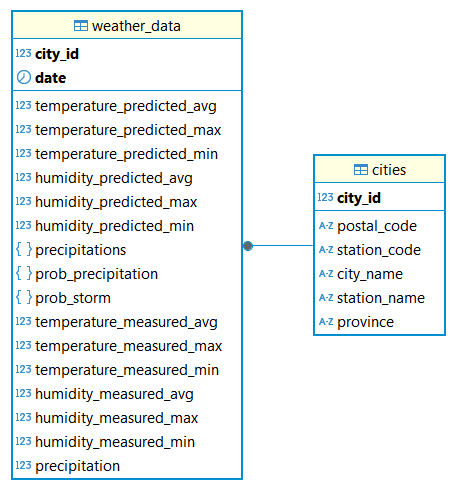 weather_data
123 city_id
date
123 temperature_predicted_avg
123 temperature_predicted_max
123 temperature_predicted_min
123 humidity_predicted_avg
123 humidity_predicted_max
123 humidity_predicted_min
{ } precipitations
{ } prob_precipitation
{ } prob_storm
123 temperature_measured_avg
123 temperature_measured_max
123 temperature_measured_min
123 humidity_measured_avg
123 humidity_measured_max
123 humidity_measured_min
123 precipitation
cities
123 city_id
A-Z postal_code
A-Z station_code
A-Z city_name
A-Z station_name
A-Z province